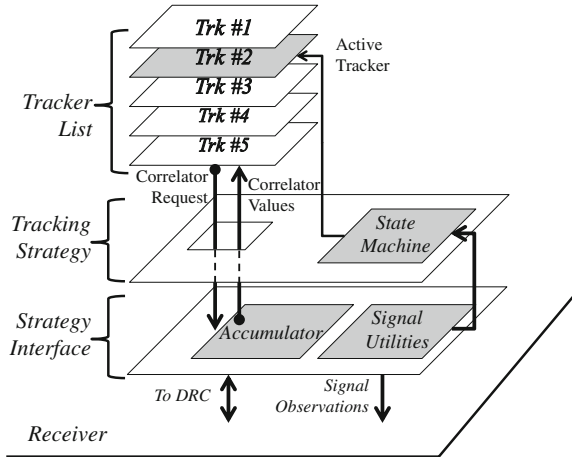 Trk #1
Trk #2
Trk #3
Trk #4
Trk #5
Active
Tracker
Tracker
List
Correlator
Request
Correlator
Values
Tracking
Strategy
State
Machine
Strategy
Interface
Accumulator
Signal
Utilities
To DRC
Signal
Observations
Receiver